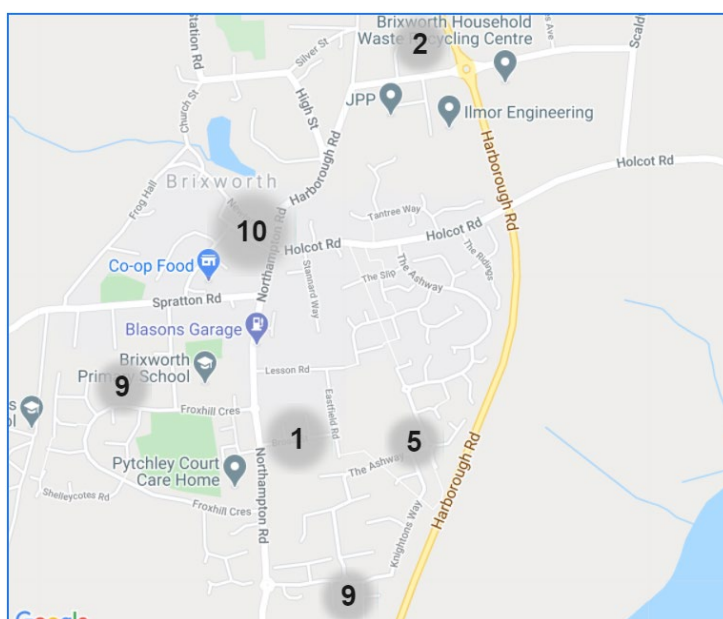 Brixworth Household
Waste Recycling Centre
2
Station Rd
Silver St
Scaldw
JPP
Ilmor Engineering
High St
Church St
Harborough Rd
Harborough Rd
Holcot Rd
Brixworth
Frog Hall
10
Northampton Rd
Tantree Way
Holcot Rd
Holcot Rd
The Ridings
Co-op Food
Stannard Way
The Slip
The Ashway
Spratton Rd
Blasons Garage
Brixworth
Primary School
9
Lesson Rd
Eastfield Rd
Froxhill Cres
1
5
Pytchley Court
Care Home
The Ashway
Northampton Rd
Shelleycotes Rd
Froxhill Cres
Knightons Way
Harborough Rd
9
Google